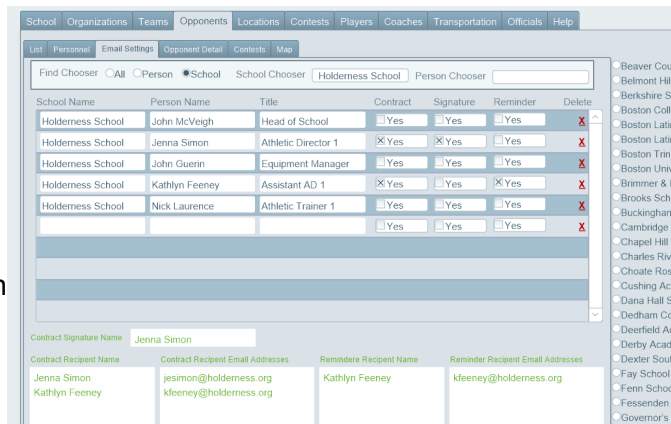 School Organizations Teams Opponents Locations Contests Players Coaches Transportation Officials Help
List Personnel Email Settings Opponent Detail Contests Map
Find Chooser All Person School School Chooser Holderness School Person Chooser
School Name Person Name Title Contract Signature Reminder Delete
Holderness School John McVeigh Head of School Yes Yes Yes X
Holderness School Jenna Simon Athletic Director 1 Yes Yes Yes X
Holderness School John Guerin Equipment Manager Yes Yes Yes X
Holderness School Kathlyn Feeney Assistant AD 1 Yes Yes Yes X
Holderness School Nick Laurence Athletic Trainer 1 Yes Yes Yes X
Yes Yes Yes X
n
Contract Signature Name Jenna Simon
Contract Recipent Name Contract Recipent Email Addresses Remindere Recipent Name Reminder Recipent Email Addresses
Jenna Simon jesimon@holderness.org Kathlyn Feeney kfeeney@holderness.org
Kathlyn Feeney kfeeney@holderness.org
Beaver Cou
Belmont Hil
Berkshire S
Boston Coll
Boston Lati
Boston Lati
Boston Trin
Boston Univ
Brimmer &
Brooks Sch
Buckingham
Cambridge
Chapel Hill
Charles Riv
Choate Ros
Cushing Ac
Dana Hall S
Dedham Co
Deerfield A
Derby Acad
Dexter Sout
Fay School
Fenn Schoo
Fessenden
Governor's